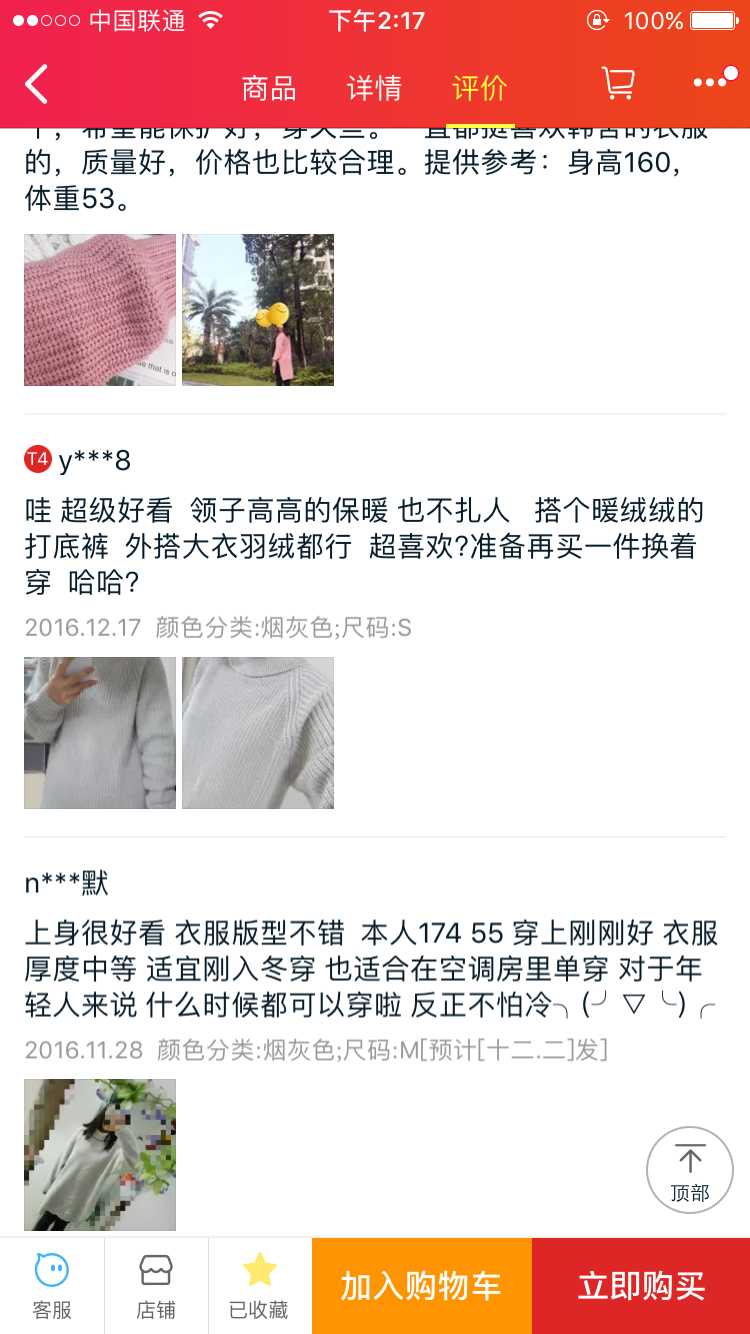 中国联通 下午2:17 100%
商品 详情 评价
的，质量好，价格也比较合理。提供参考：身高160，
体重53。
T4 y***8
哇 超级好看 领子高高的保暖 也不扎人 搭个暖绒绒的
打底裤 外搭大衣羽绒都行 超喜欢?准备再买一件换着
穿 哈哈?
2016.12.17 颜色分类:烟灰色;尺码:S
n***默
上身很好看 衣服版型不错 本人174 55 穿上刚刚好 衣服
厚度中等 适宜刚入冬穿 也适合在空调房里单穿 对于年
轻人来说 什么时候都可以穿啦 反正不怕冷╮(╯▽╰)╭
2016.11.28 颜色分类:烟灰色;尺码:M[预计[十二.二]发]
顶部
客服 店铺 已收藏 加入购物车 立即购买